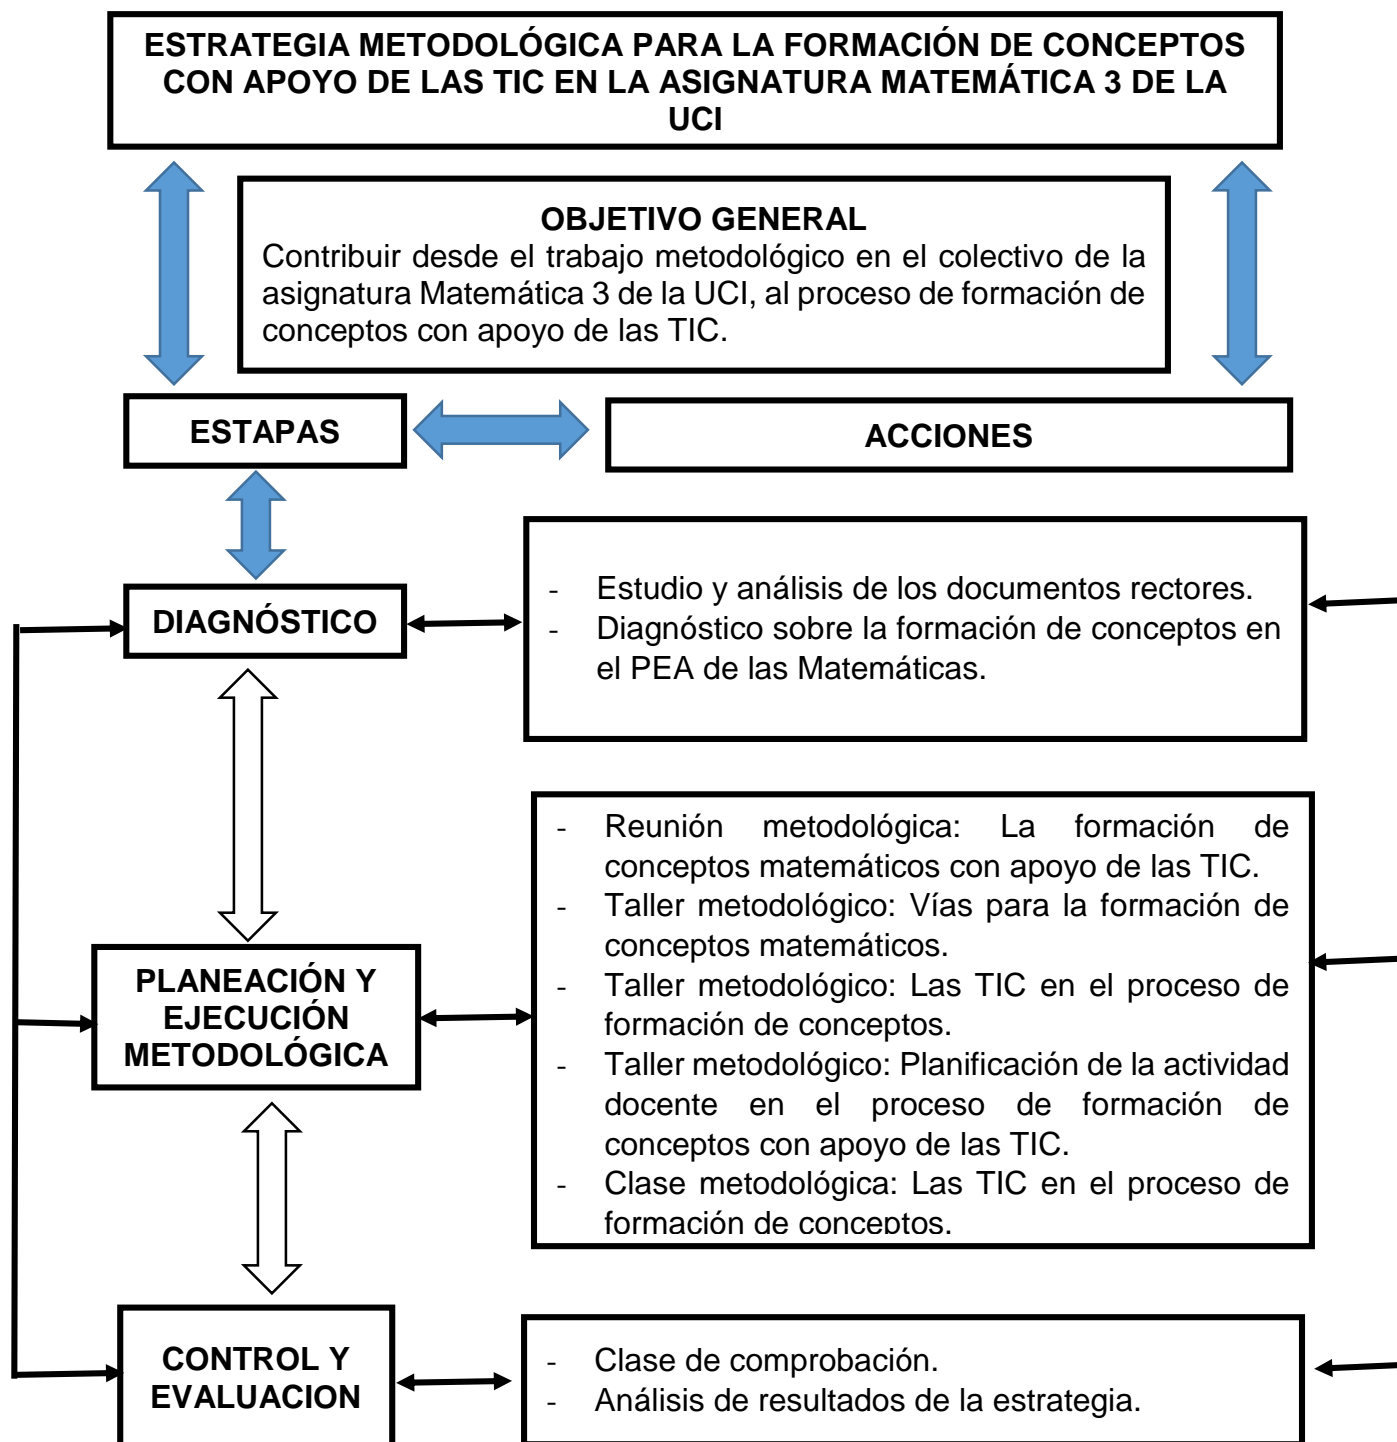 ESTRATEGIA METODOLÓGICA PARA LA FORMACIÓN DE CONCEPTOS
CON APOYO DE LAS TIC EN LA ASIGNATURA MATEMÁTICA 3 DE LA
UCI
OBJETIVO GENERAL
Contribuir desde el trabajo metodológico en el colectivo de la
asignatura Matemática 3 de la UCI, al proceso de formación de
conceptos con apoyo de las TIC.
ESTAPAS
ACCIONES
DIAGNÓSTICO
- Estudio y análisis de los documentos rectores.
- Diagnóstico sobre la formación de conceptos en
el PEA de las Matemáticas.
PLANEACIÓN Y
EJECUCIÓN
METODOLÓGICA
- Reunión metodológica: La formación de
conceptos matemáticos con apoyo de las TIC.
- Taller metodológico: Vías para la formación de
conceptos matemáticos.
- Taller metodológico: Las TIC en el proceso de
formación de conceptos.
- Taller metodológico: Planificación de la actividad
docente en el proceso de formación de
conceptos con apoyo de las TIC.
- Clase metodológica: Las TIC en el proceso de
formación de conceptos.
CONTROL Y
EVALUACION
- Clase de comprobación.
- Análisis de resultados de la estrategia.